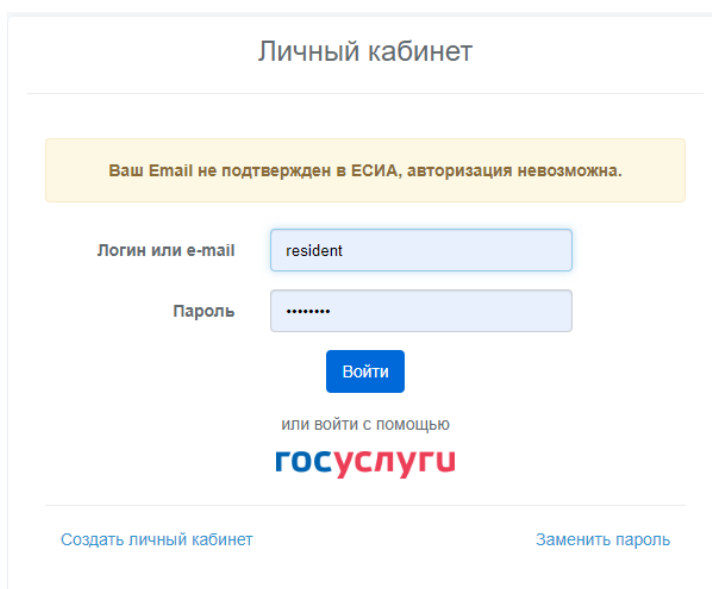 Личный кабинет
Ваш Email не подтвержден в ЕСИА, авторизация невозможна.
Логин или e-mail resident
Пароль ••••••••
Войти
или войти с помощью
госуслуги
Создать личный кабинет Заменить пароль